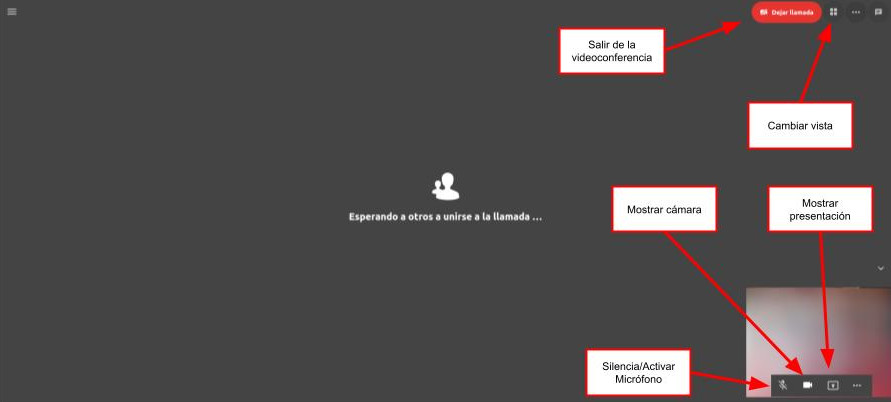 Dejar llamada
Salir de la
videoconferencia
Cambiar vista
Esperando a otros a unirse a la llamada ...
Mostrar cámara
Mostrar
presentación
Silencia/Activar
Micrófono